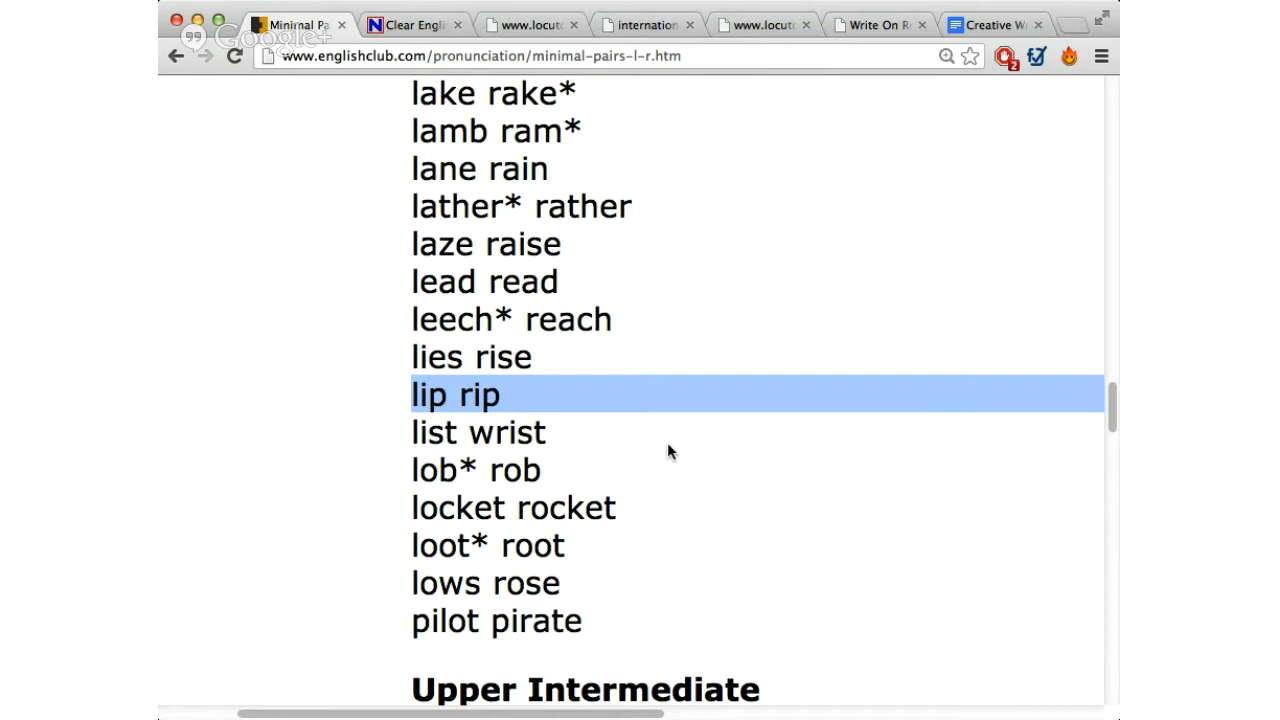 Minimal Pa
Clear Engli
www.locut
internation
www.locut
Write On R
Creative W
Google+
www.englishclub.com/pronunciation/minimal-pairs-l-r.htm
2
lake rake*
lamb ram*
lane rain
lather* rather
laze raise
lead read
leech* reach
lies rise
lip rip
list wrist
lob* rob
locket rocket
loot* root
lows rose
pilot pirate
Upper Intermediate